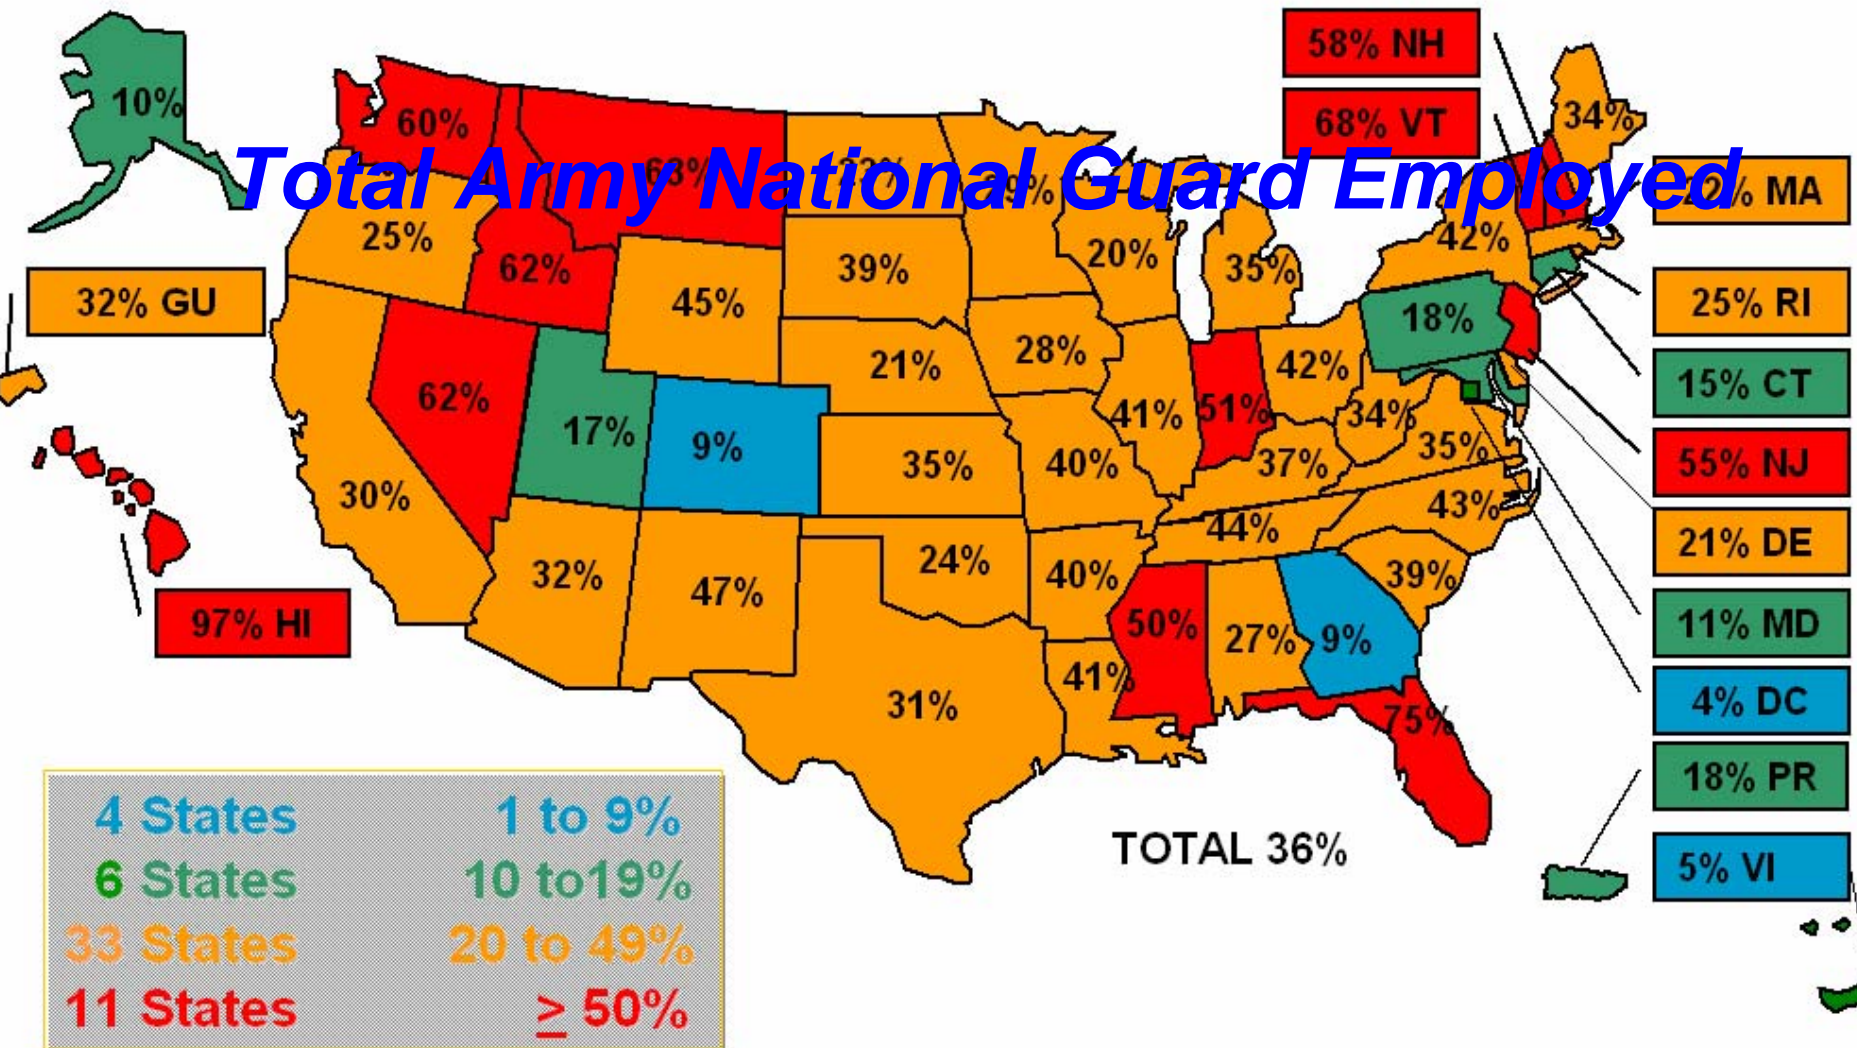 Total Army National Guard Employed
58% NH
68% VT
10%
60%
34%
% MA
25%
62%
45%
39%
20%
35%
42%
32% GU
18%
25% RI
62%
17%
9%
21%
28%
41%
51%
42%
34%
35%
15% CT
30%
35%
40%
37%
43%
55% NJ
32%
47%
24%
40%
44%
39%
21% DE
97% HI
31%
41%
50%
27%
9%
75%
11% MD
4% DC
18% PR
5% VI
TOTAL 36%
4 States 1 to 9%
6 States 10 to19%
33 States 20 to 49%
11 States ≥ 50%